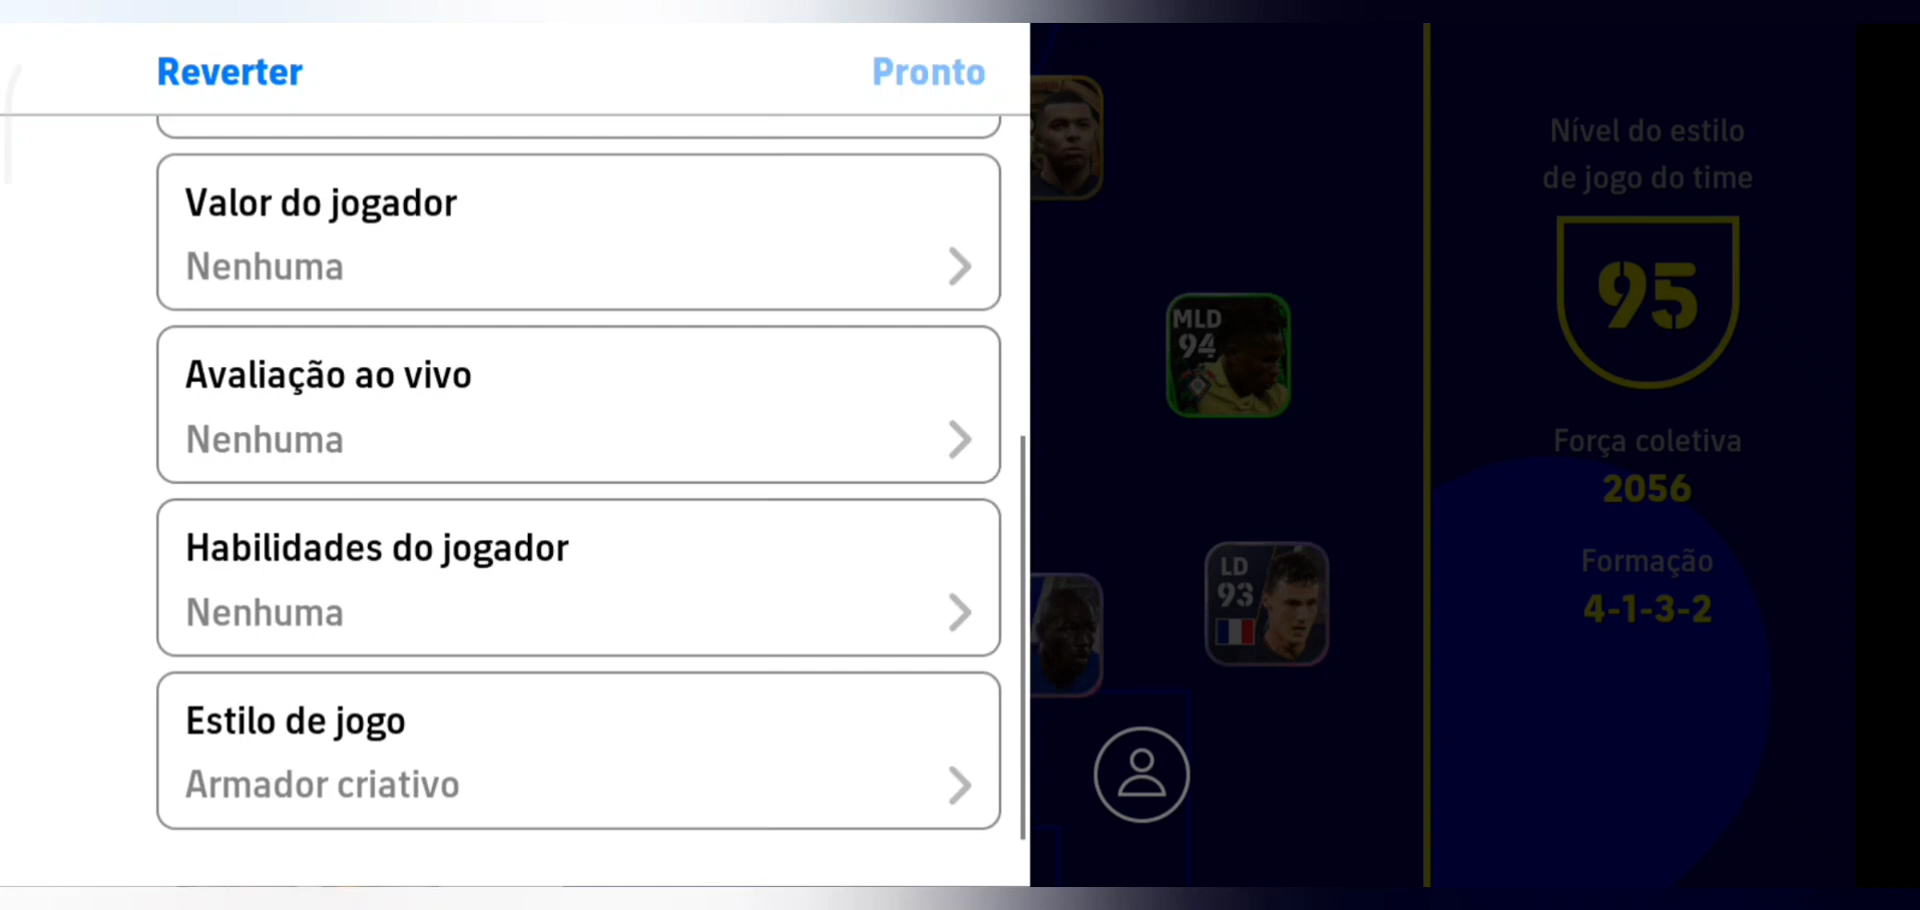 Reverter
Pronto
Valor do jogador
Nenhuma
Avaliação ao vivo
Nenhuma
Habilidades do jogador
Nenhuma
Estilo de jogo
Armador criativo
MLD
94
LD
93
Nível do estilo
de jogo do time
95
Força coletiva
2056
Formação
4-1-3-2